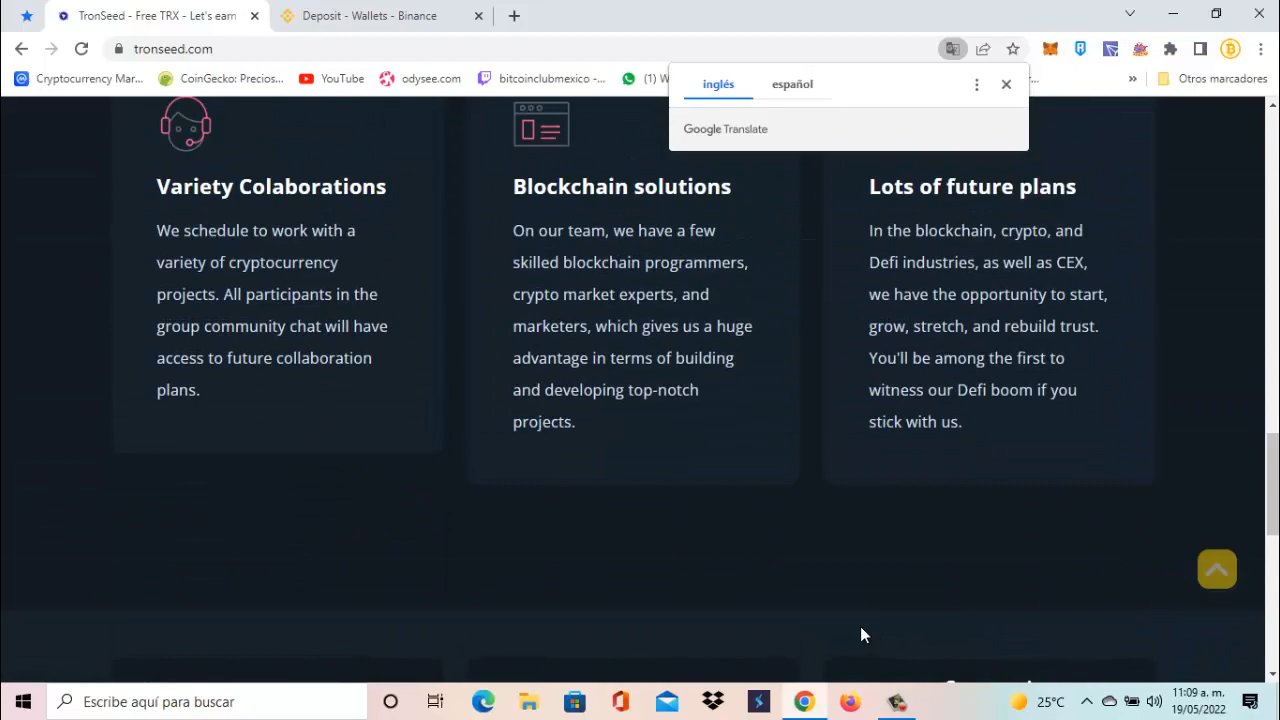 TronSeed - Free TRX - Let's earn
Deposit - Wallets - Binance
tronseed.com
Cryptocurrency Mar...
CoinGecko: Precios...
YouTube
odysee.com
bitcoinclubmexico -...
(1) W
Otros marcadores
inglés
español
Google Translate
Variety Colaborations
We schedule to work with a
variety of cryptocurrency
projects. All participants in the
group community chat will have
access to future collaboration
plans.
Blockchain solutions
On our team, we have a few
skilled blockchain programmers,
crypto market experts, and
marketers, which gives us a huge
advantage in terms of building
and developing top-notch
projects.
Lots of future plans
In the blockchain, crypto, and
Defi industries, as well as CEX,
we have the opportunity to start,
grow, stretch, and rebuild trust.
You'll be among the first to
witness our Defi boom if you
stick with us.
Escribe aquí para buscar
25°C
11:09 a. m.
19/05/2022